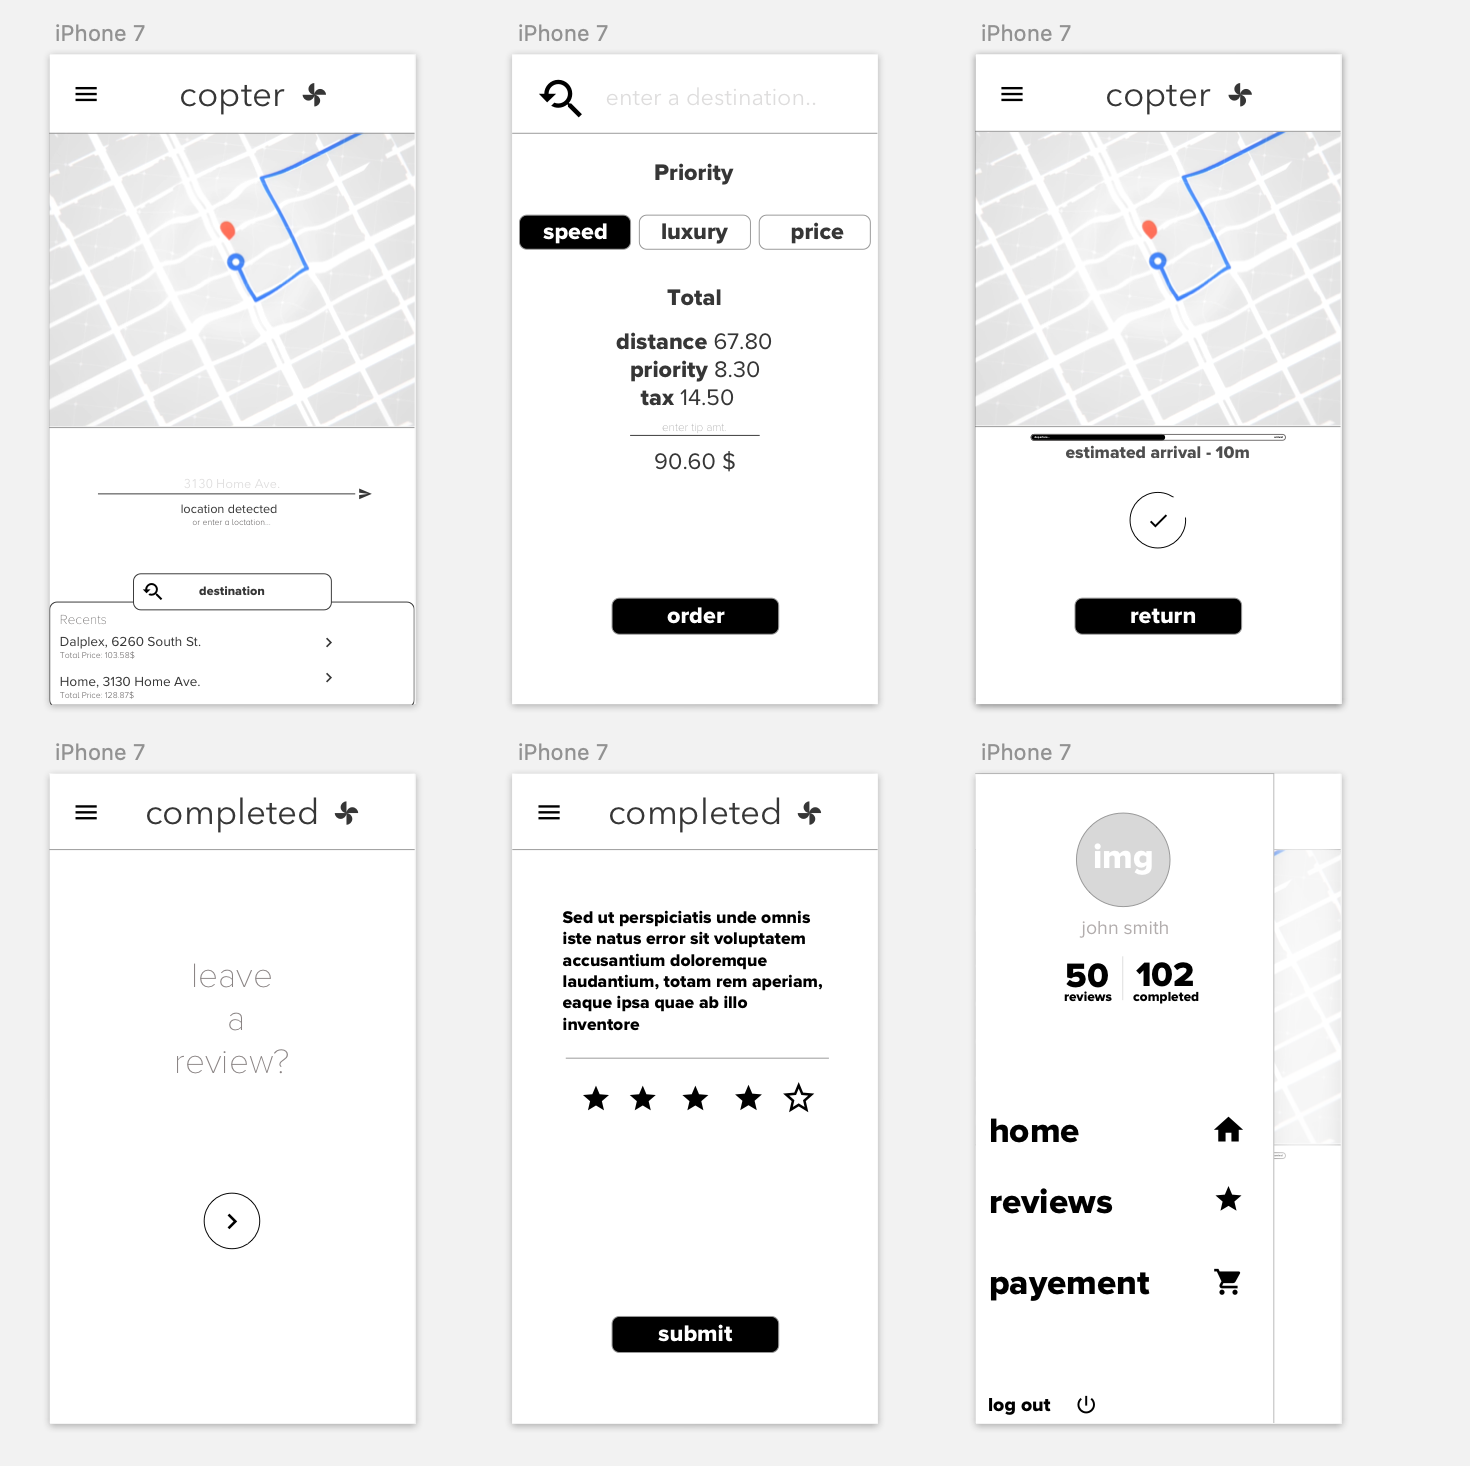 iPhone 7
copter
3130 Home Ave.
location detected
or enter a loctation...
destination
Recents
Dalplex, 6260 South St.
Total Price: 103.58$
Home, 3130 Home Ave.
Total Price: 128.87$
iPhone 7
enter a destination..
Priority
speed luxury price
Total
distance 67.80
priority 8.30
tax 14.50
enter tip amt.
90.60 $
order
iPhone 7
copter
estimated arrival - 10m
return
iPhone 7
completed
leave
a
review?
iPhone 7
completed
Sed ut perspiciatis unde omnis
iste natus error sit voluptatem
accusantium doloremque
laudantium, totam rem aperiam,
eaque ipsa quae ab illo
inventore
submit
iPhone 7
img
john smith
50 102
reviews completed
home
reviews
payement
log out